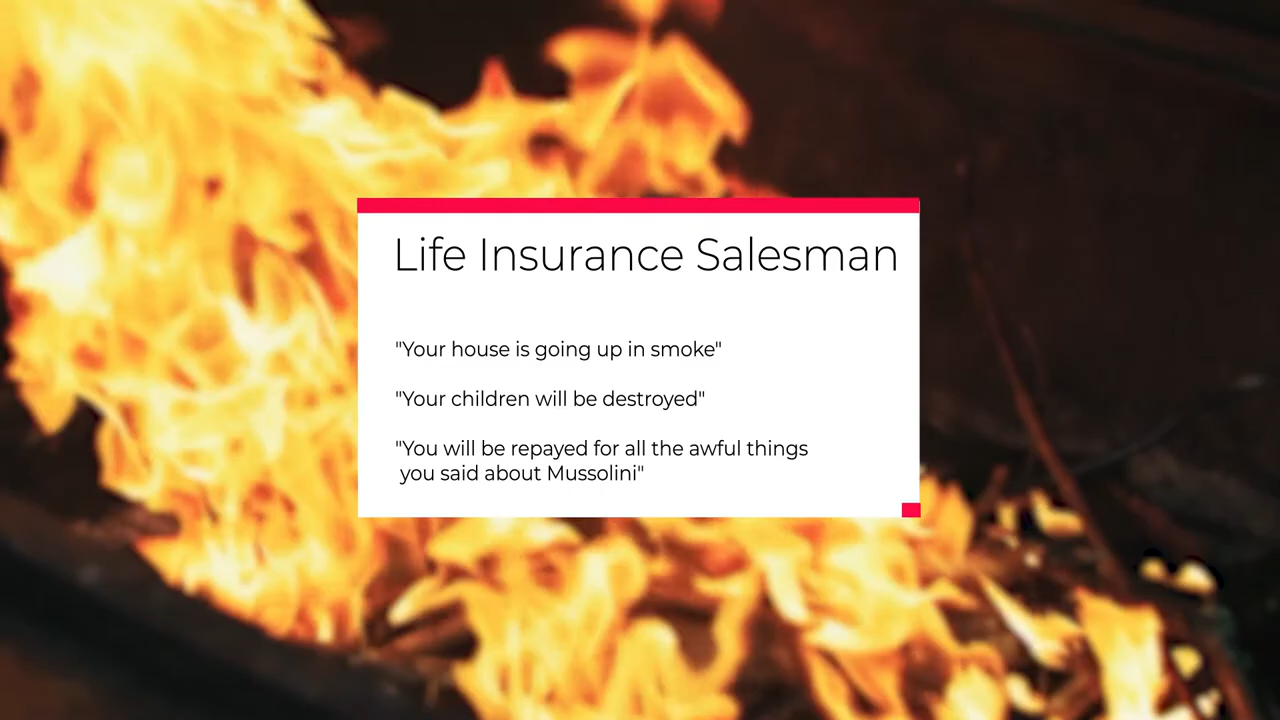 Life Insurance Salesman
"Your house is going up in smoke"
"Your children will be destroyed"
"You will be repayed for all the awful things
you said about Mussolini"